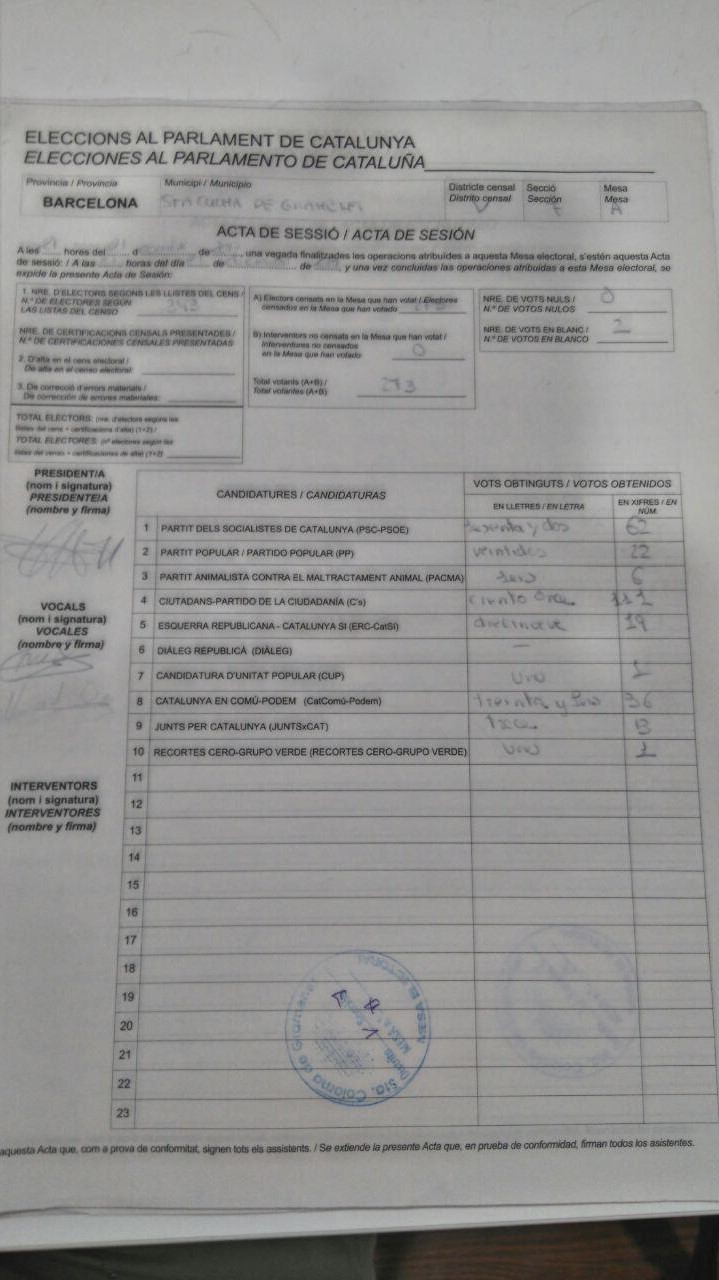 ELECCIONS AL PARLAMENT DE CATALUNYA
ELECCIONES AL PARLAMENTO DE CATALUÑA
Província / Provincia
BARCELONA
Municipi / Municipio
STA COLOMA DE
Districte censal
Distrito censal
Secció
Sección
Mesa
Mesa
A
ACTA DE SESSIÓ / ACTA DE SESIÓN
A les hores del d de , una vegada finalitzades les operacions atribuïdes a aquesta Mesa electoral, s'estén aquesta Acta
de sessió: / A las horas del día de de y una vez concluidas las operaciones atribuidas a esta Mesa electoral, se
expide la presente Acta de Sesión:
1. NRE. D'ELECTORS SEGONS LES LLISTES DEL CENS /
N.º DE ELECTORES SEGÚN
LAS LISTAS DEL CENSO
NRE. DE CERTIFICACIONS CENSALS PRESENTADES /
N.º DE CERTIFICACIONES CENSALES PRESENTADAS
2. D'alta en el cens electoral /
De alta en el censo electoral:
3. De correcció d'errors materials /
De corrección de errores materiales:
TOTAL ELECTORS: (nre. d'electors segons les
llistes del cens + certificacions d'alta) (1+2) /
TOTAL ELECTORES: (nº electores según las
listas del censo + certificaciones de alta) (1+2)
A) Electors censats en la Mesa que han votat / Electores
censados en la Mesa que han votado
273
B) Interventors no censats en la Mesa que han votat /
Interventores no censados
en la Mesa que han votado
0
Total votants (A+B) /
Total votantes (A+B)
273
NRE. DE VOTS NULS /
N.º DE VOTOS NULOS
0
NRE. DE VOTS EN BLANC /
N.º DE VOTOS EN BLANCO
2
PRESIDENT/A
(nom i signatura)
PRESIDENTE/A
(nombre y firma)
VOCALS
(nom i signatura)
VOCALES
(nombre y firma)
INTERVENTORS
(nom i signatura)
INTERVENTORES
(nombre y firma)
CANDIDATURES / CANDIDATURAS
VOTS OBTINGUTS / VOTOS OBTENIDOS
EN LLETRES / EN LETRA
EN XIFRES / EN NÚM.
1 PARTIT DELS SOCIALISTES DE CATALUNYA (PSC-PSOE) sesenta y dos 62
2 PARTIT POPULAR / PARTIDO POPULAR (PP) veintidos 22
3 PARTIT ANIMALISTA CONTRA EL MALTRACTAMENT ANIMAL (PACMA) seis 6
4 CIUTADANS-PARTIDO DE LA CIUDADANÍA (C's) ciento once 111
5 ESQUERRA REPUBLICANA - CATALUNYA SÍ (ERC-CatSÍ) diecinueve 19
6 DIÀLEG REPUBLICÀ (DIÀLEG) —
7 CANDIDATURA D'UNITAT POPULAR (CUP) uno 1
8 CATALUNYA EN COMÚ-PODEM (CatComú-Podem) treinta y seis 36
9 JUNTS PER CATALUNYA (JUNTSxCAT) trece 13
10 RECORTES CERO-GRUPO VERDE (RECORTES CERO-GRUPO VERDE) uno 1
11
12
13
14
15
16
17
18
19
20
21
22
23
MESA ELECTORAL
Sta. Coloma de Gramenet
Distrito
aquesta Acta que, com a prova de conformitat, signen tots els assistents. / Se extiende la presente Acta que, en prueba de conformidad, firman todos los asistentes.